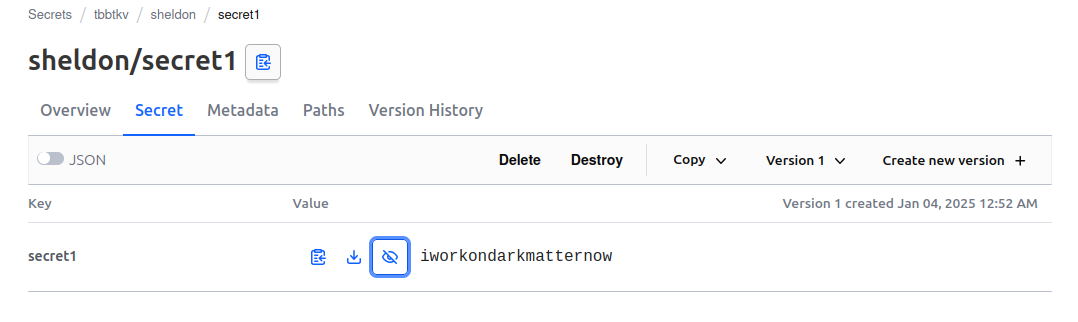 Secrets / tbbtkv / sheldon / secret1
sheldon/secret1
Overview Secret Metadata Paths Version History
JSON Delete Destroy Copy Version 1 Create new version +
Key Value Version 1 created Jan 04, 2025 12:52 AM
secret1 iworkondarkmatternow